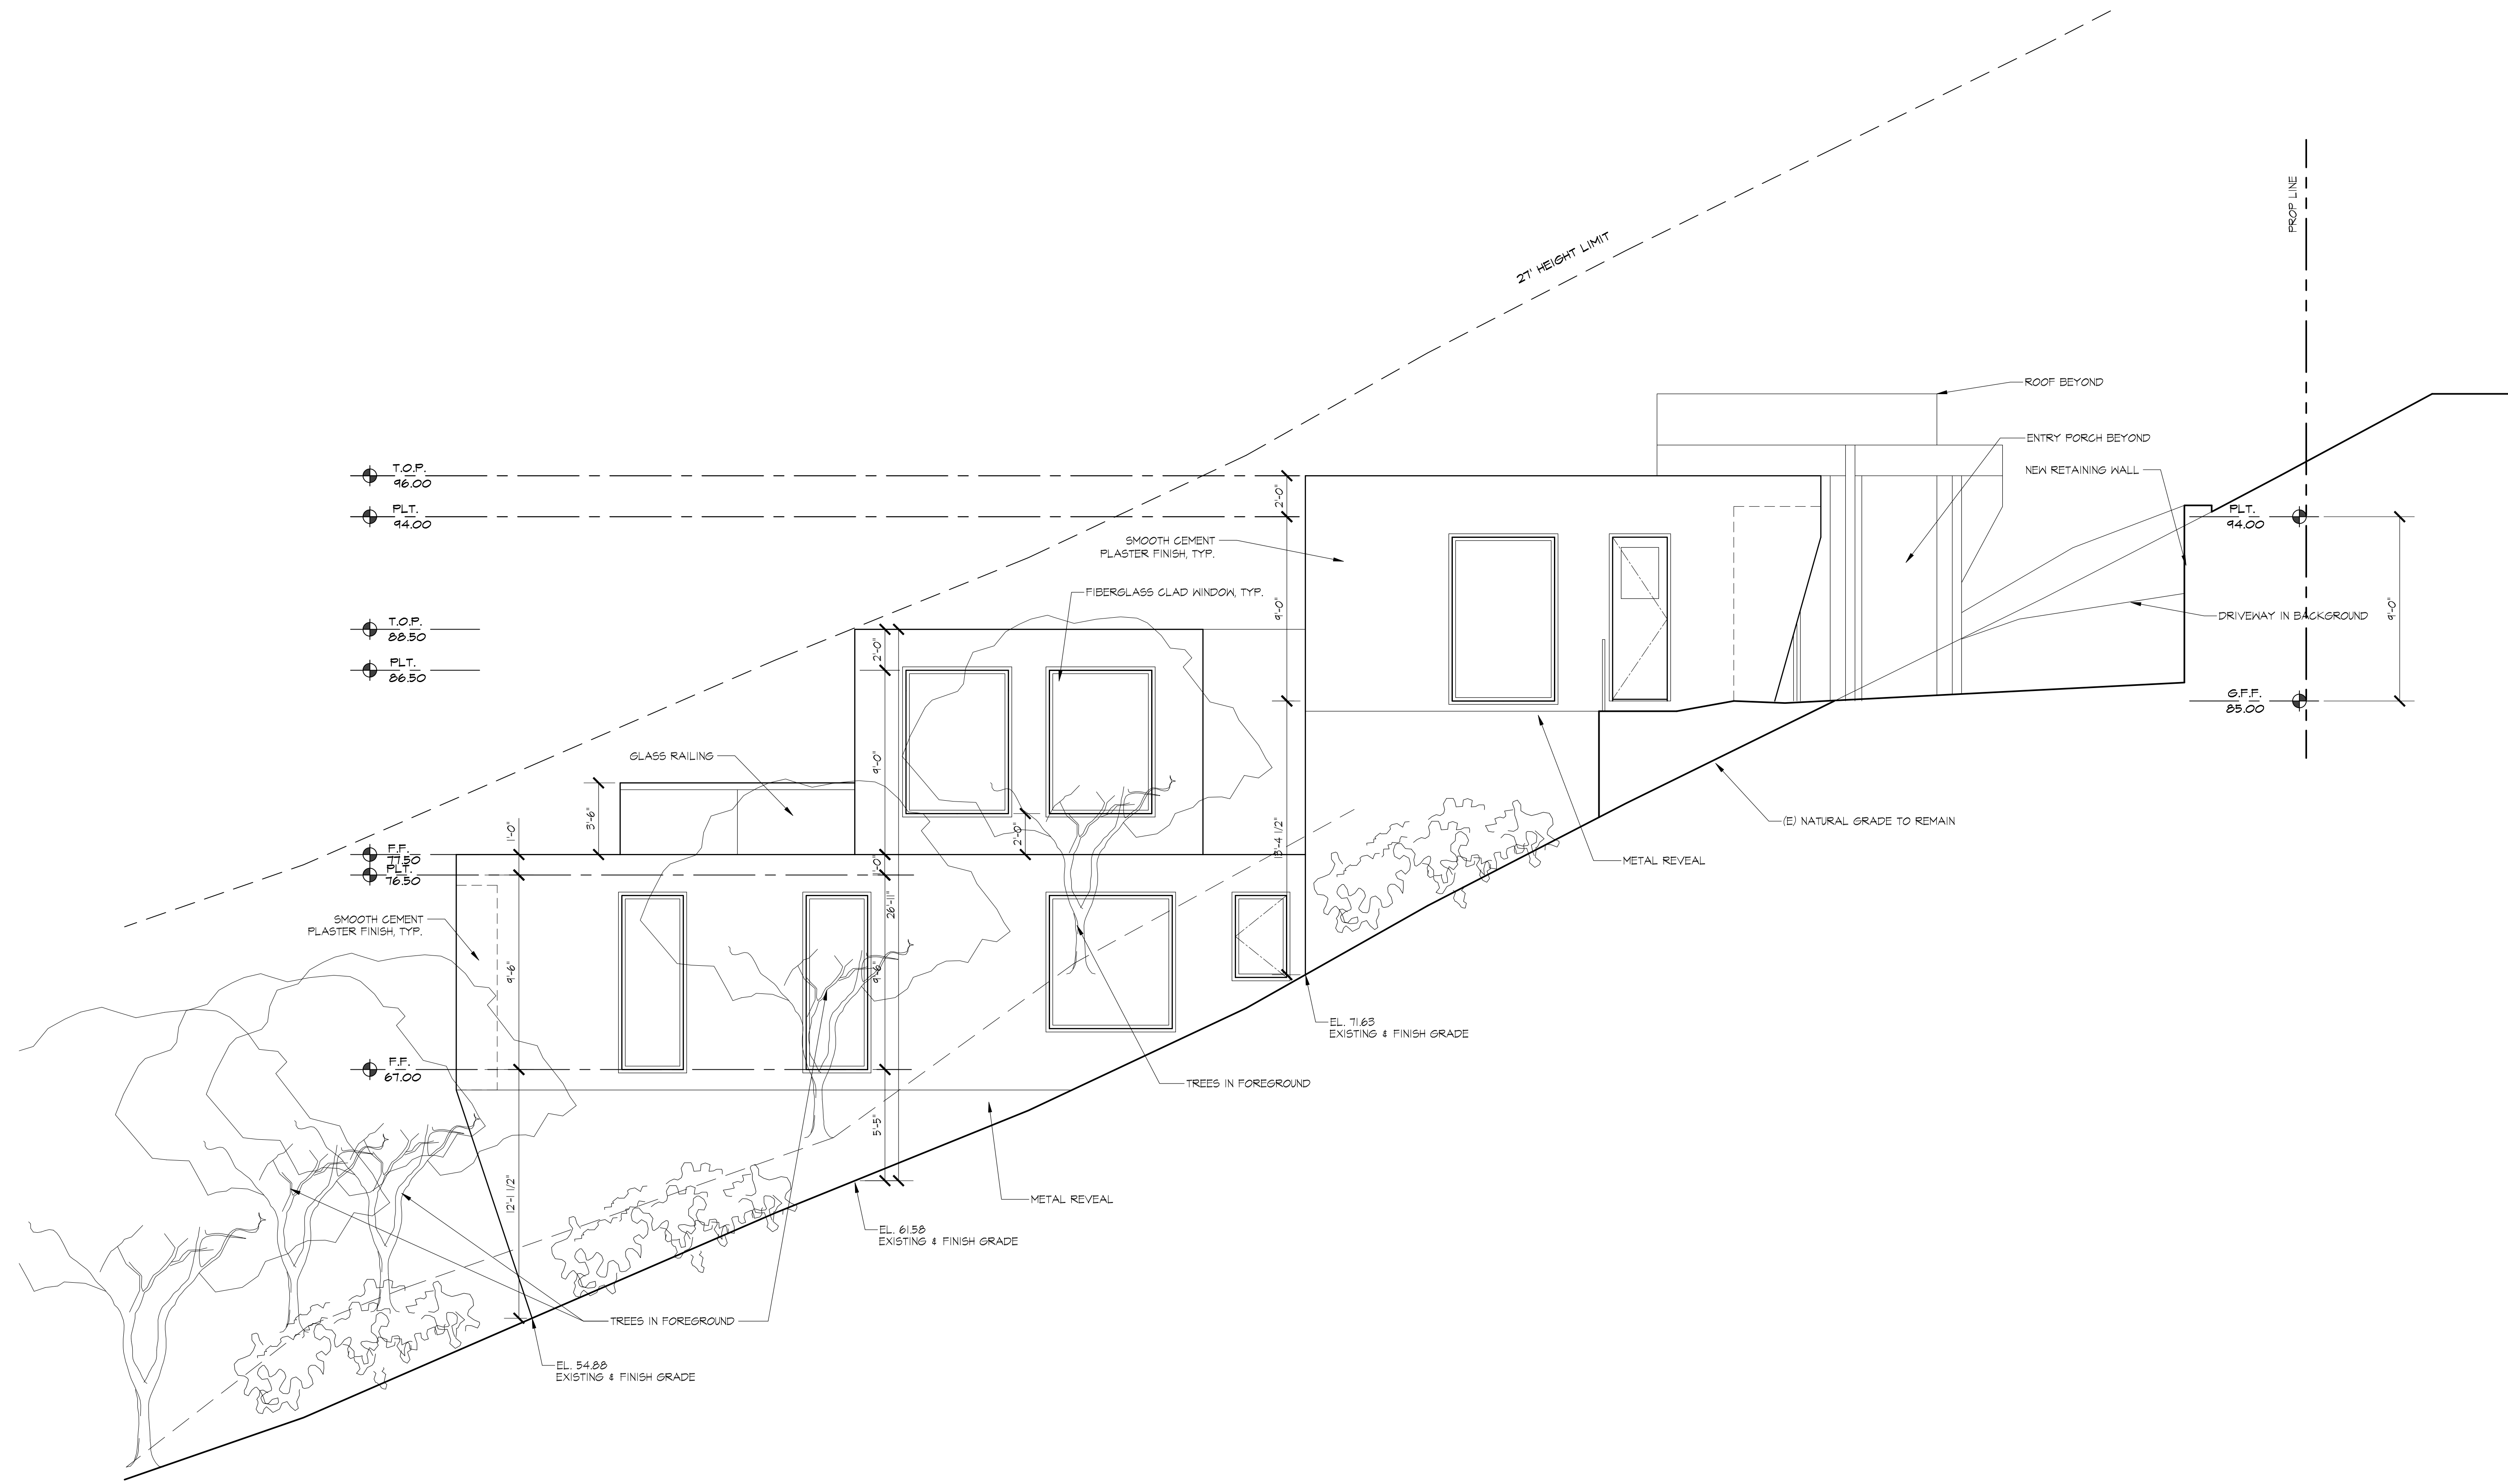 PROP LINE
27' HEIGHT LIMIT
ROOF BEYOND
ENTRY PORCH BEYOND
NEW RETAINING WALL
T.O.P.
96.00
2'-0"
PLT.
94.00
PLT.
94.00
SMOOTH CEMENT
PLASTER FINISH, TYP.
FIBERGLASS CLAD WINDOW, TYP.
9'-0"
9'-0"
DRIVEWAY IN BACKGROUND
T.O.P.
88.50
2'-0"
PLT.
86.50
G.F.F.
85.00
GLASS RAILING
9'-0"
3'-6"
1'-0"
2'-0"
13'-4 1/2"
(E) NATURAL GRADE TO REMAIN
METAL REVEAL
F.F.
77.50
PLT.
76.50
1'-0"
26'-11"
SMOOTH CEMENT
PLASTER FINISH, TYP.
9'-6"
9'-6"
EL. 71.63
EXISTING & FINISH GRADE
F.F.
67.00
TREES IN FOREGROUND
5'-5"
12'-1 1/2"
METAL REVEAL
EL. 61.58
EXISTING & FINISH GRADE
TREES IN FOREGROUND
EL. 54.88
EXISTING & FINISH GRADE